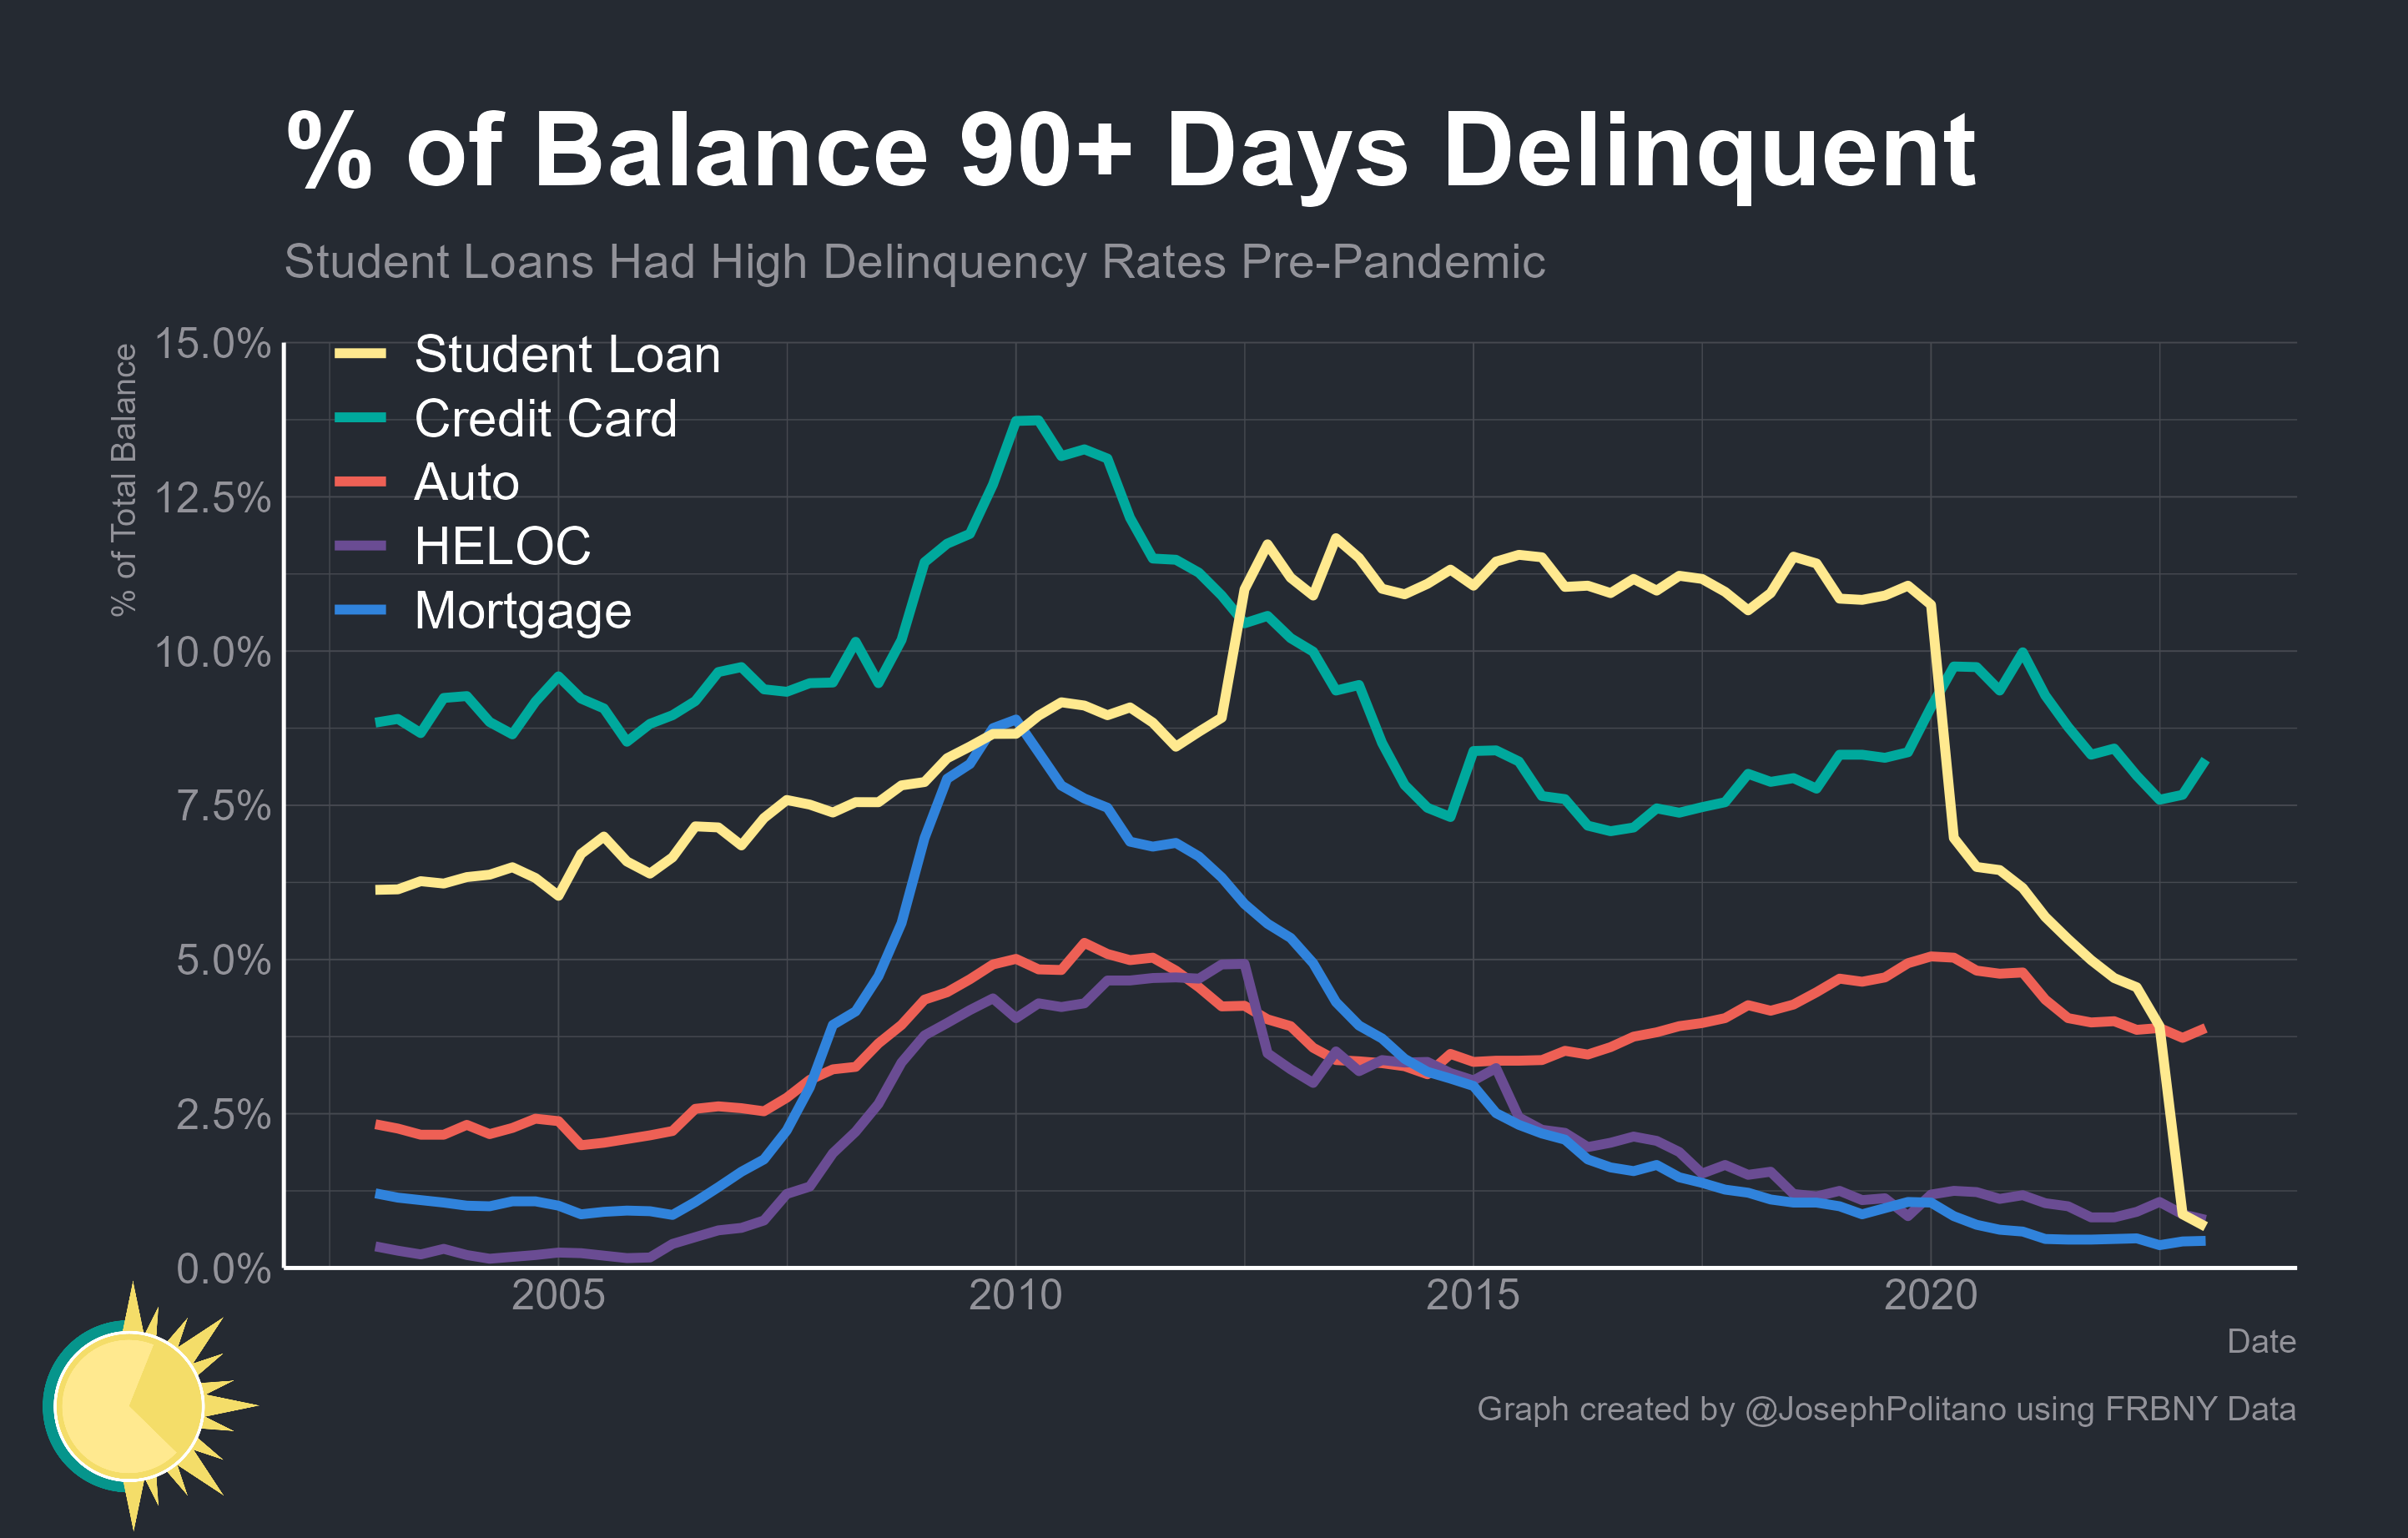 % of Balance 90+ Days Delinquent
Student Loans Had High Delinquency Rates Pre-Pandemic
% of Total Balance
15.0%
12.5%
10.0%
7.5%
5.0%
2.5%
0.0%
Student Loan
Credit Card
Auto
HELOC
Mortgage
2005
2010
2015
2020
Date
Graph created by @JosephPolitano using FRBNY Data